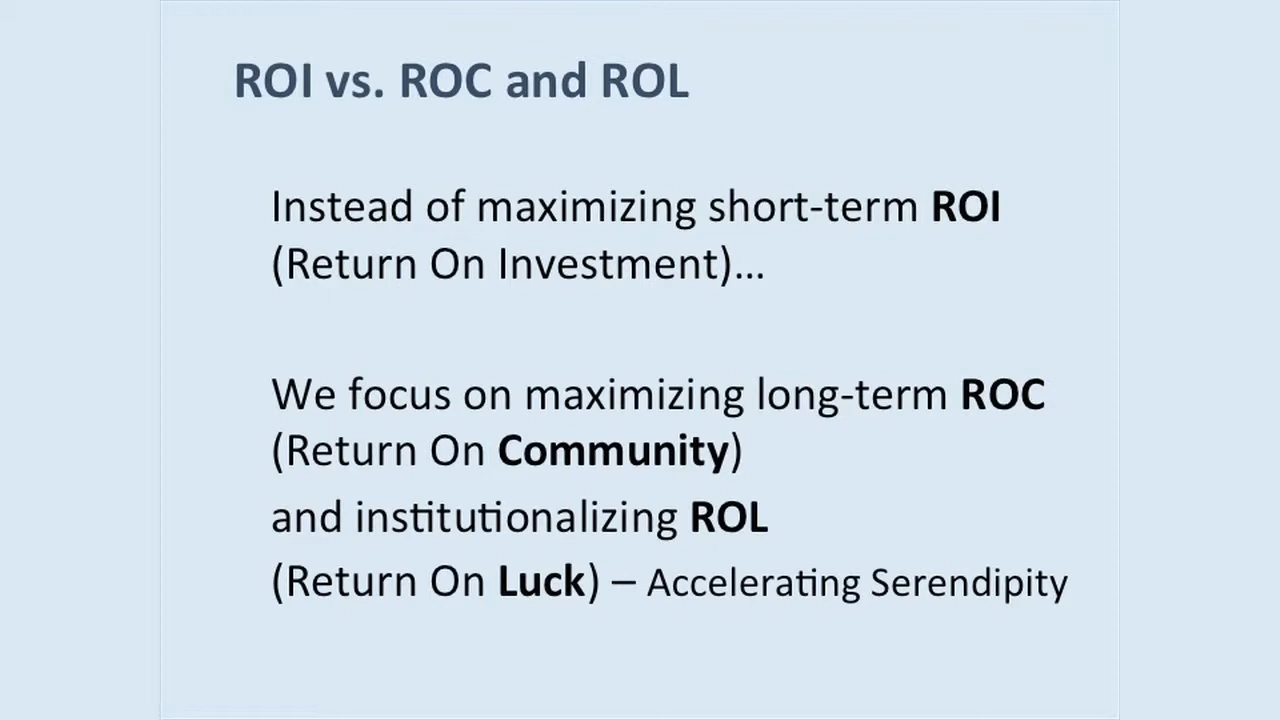 ROI vs. ROC and ROL
Instead of maximizing short-term ROI
(Return On Investment)...
We focus on maximizing long-term ROC
(Return On Community)
and institutionalizing ROL
(Return On Luck) – Accelerating Serendipity